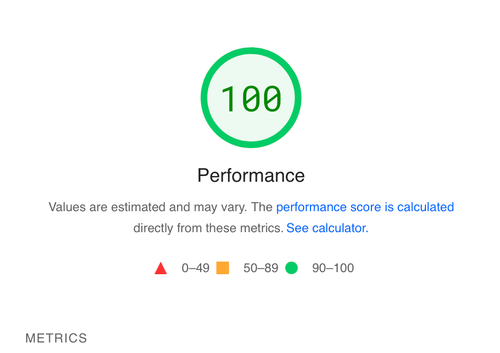 100
Performance
Values are estimated and may vary. The performance score is calculated
directly from these metrics. See calculator.
0–49 50–89 90–100
METRICS